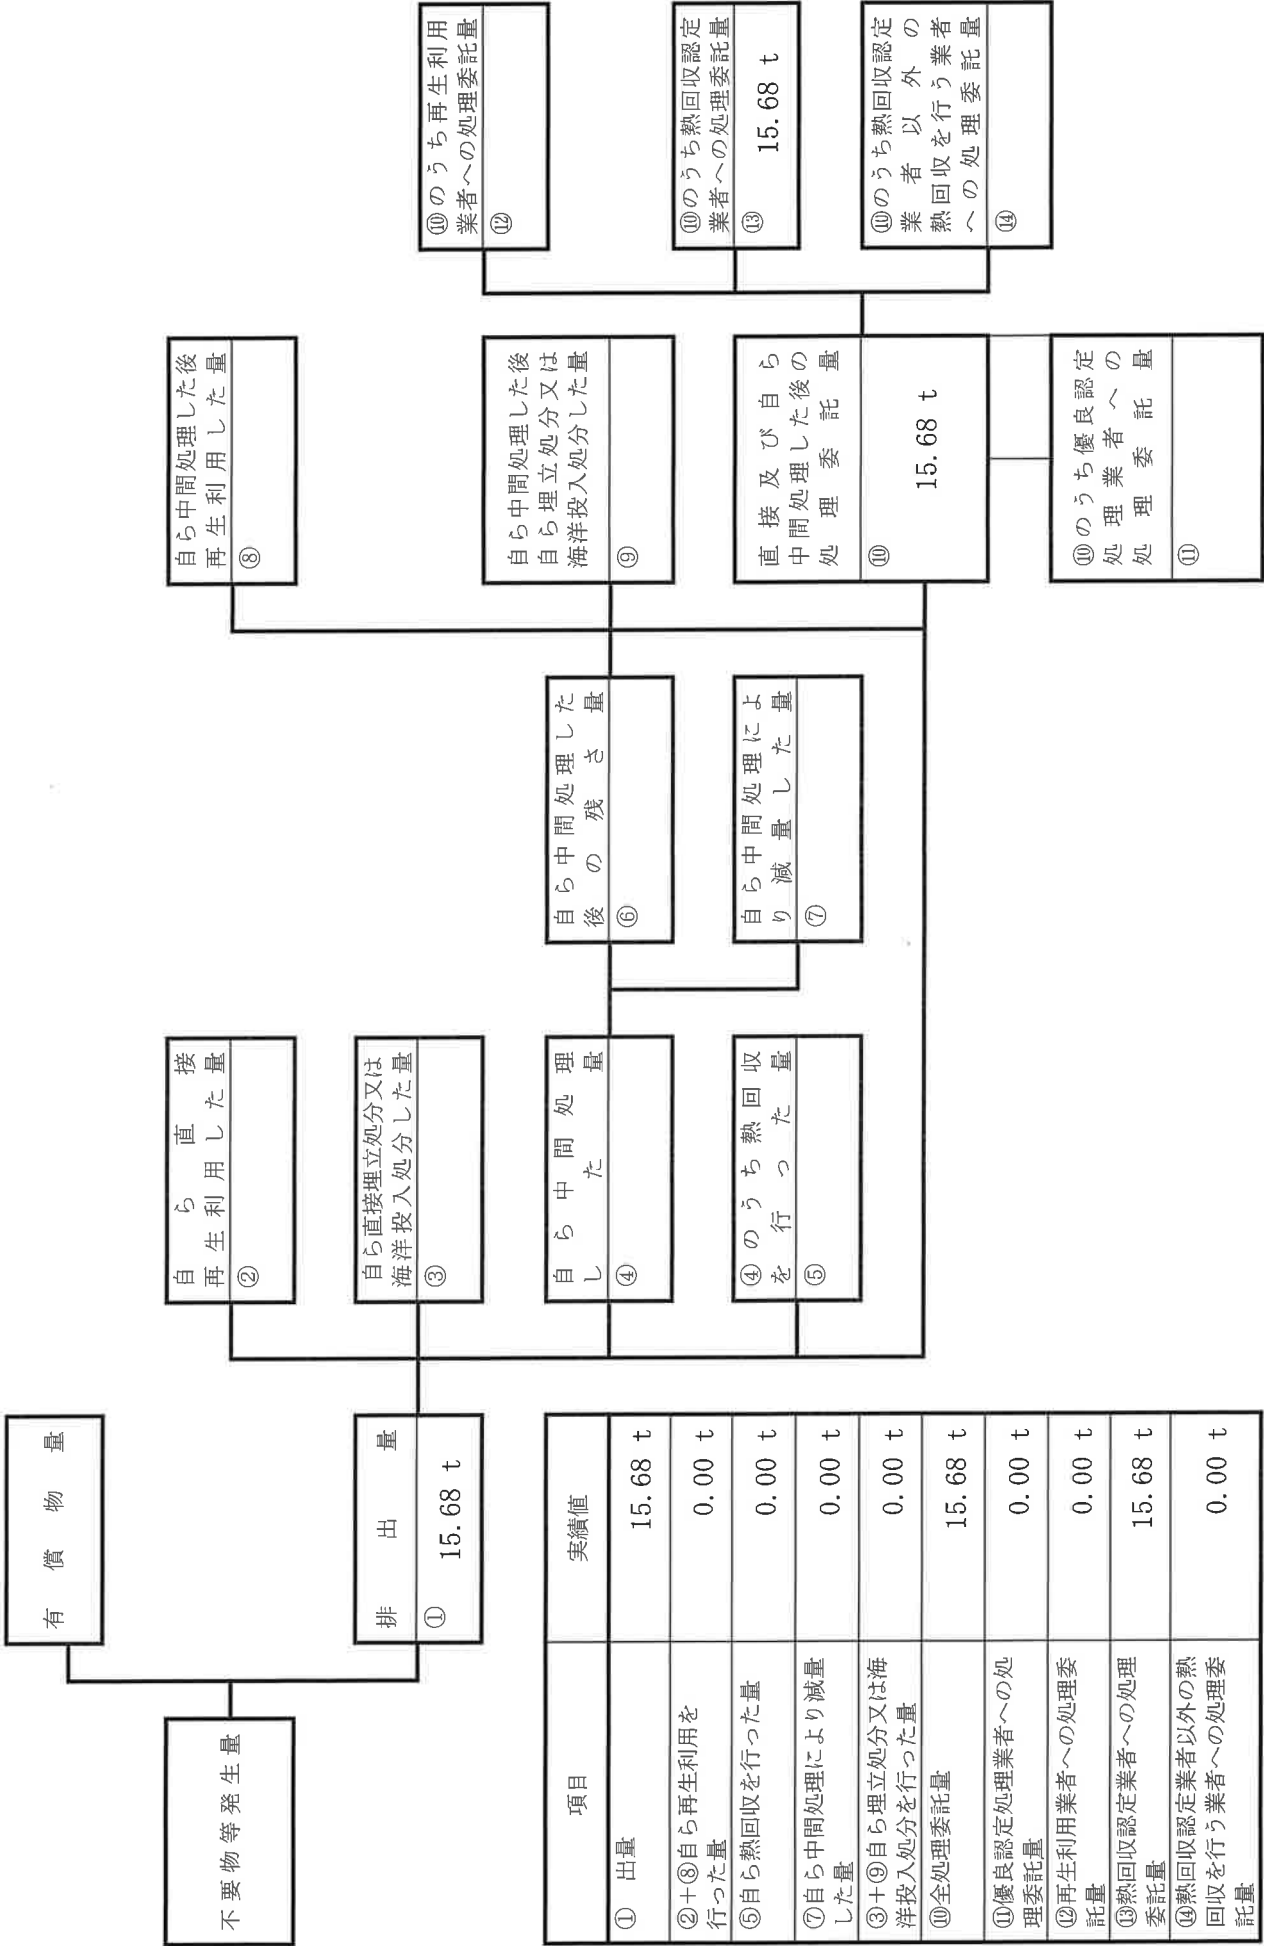 不要物等発生量
有償物量
排出量
① 15.68 t
自ら直接
再生利用した量
②
自ら直接埋立処分又は
海洋投入処分した量
③
自ら中間処理
した量
④
④のうち熱回収
を行った量
⑤
自ら中間処理した
後の残さ量
⑥
自ら中間処理によ
り減量した量
⑦
自ら中間処理した後
再生利用した量
⑧
自ら中間処理した後
自ら埋立処分又は
海洋投入処分した量
⑨
直接及び自ら
中間処理した後の
処理委託量
⑩
15.68 t
⑩のうち優良認定
処理業者への
処理委託量
⑪
⑩のうち再生利用
業者への処理委託量
⑫
⑩のうち熱回収認定
業者への処理委託量
⑬ 15.68 t
⑩のうち熱回収認定
業者以外の
熱回収を行う業者
への処理委託量
⑭
項目 実績値
① 出量 15.68 t
②+⑧自ら再生利用を
行った量 0.00 t
⑤自ら熱回収を行った量 0.00 t
⑦自ら中間処理により減量
した量 0.00 t
③+⑨自ら埋立処分又は海
洋投入処分を行った量 0.00 t
⑩全処理委託量 15.68 t
⑪優良認定処理業者への処
理委託量 0.00 t
⑫再生利用業者への処理委
託量 0.00 t
⑬熱回収認定業者への処理
委託量 15.68 t
⑭熱回収認定業者以外の熱
回収を行う業者への処理委
託量 0.00 t